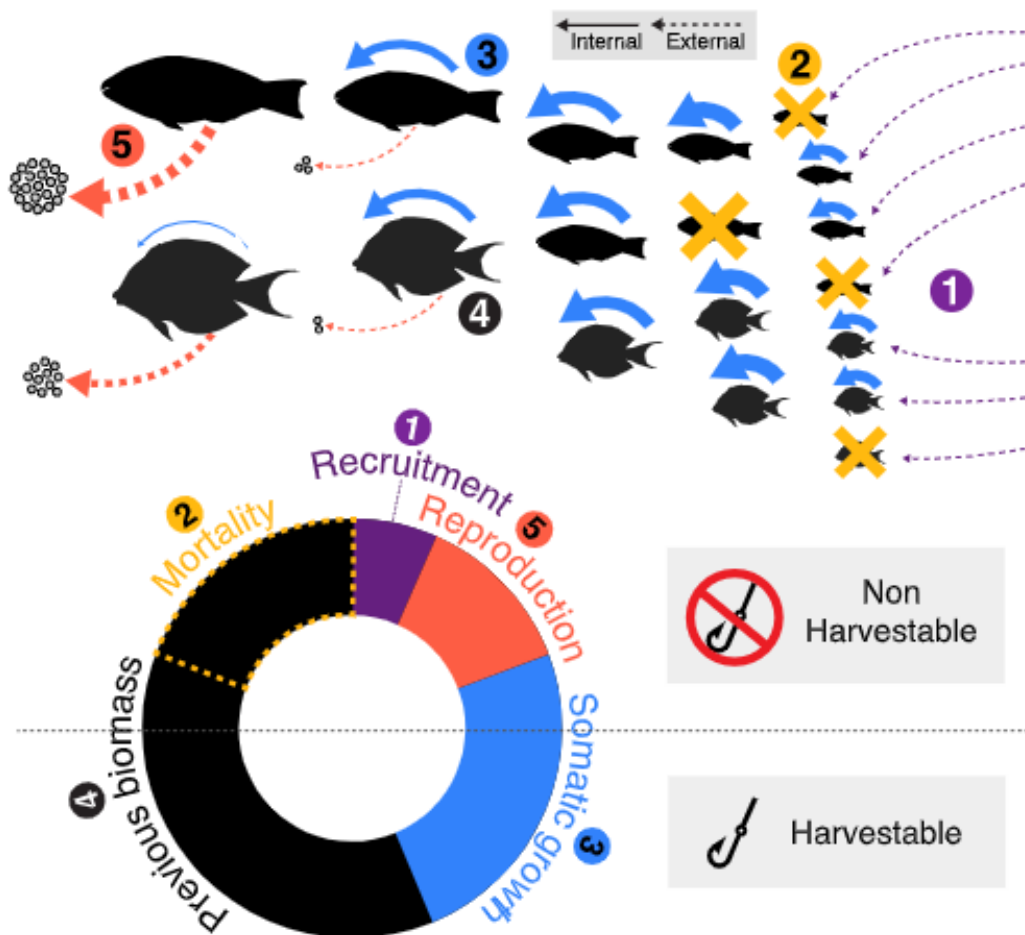 Internal External
3
2
5
1
4
1
Recruitment
5
Reproduction
2
Mortality
Non
Harvestable
Somatic growth
3
Previous biomass
4
Harvestable